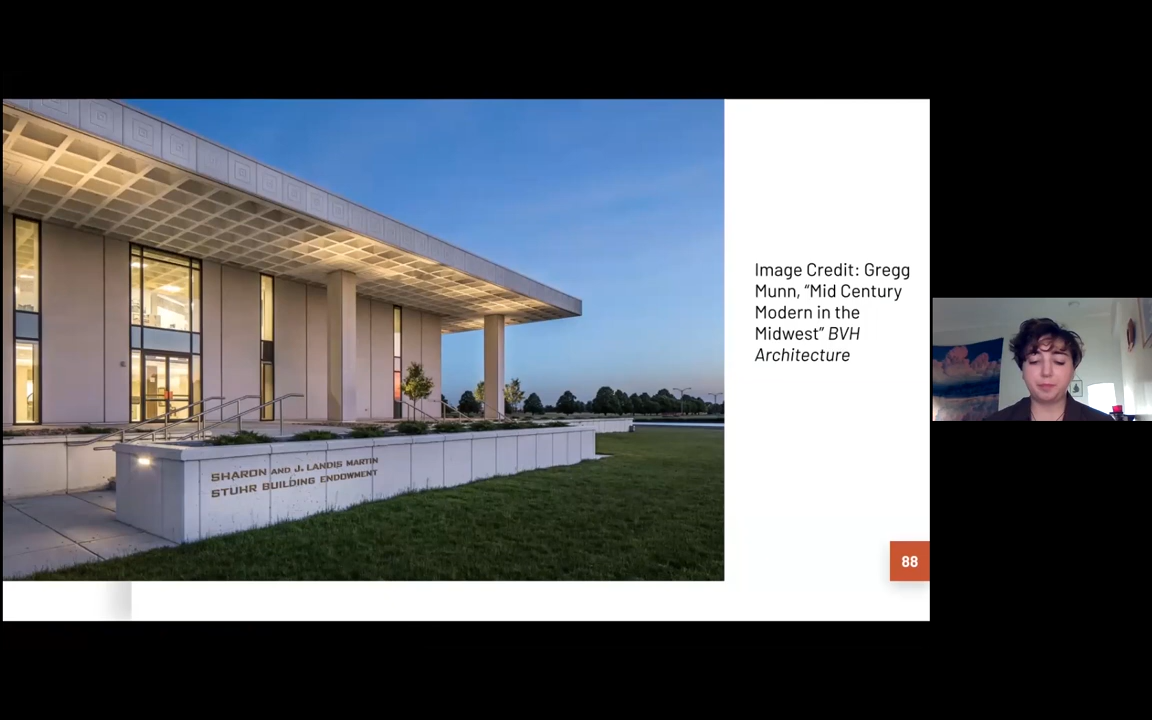 SHARON AND J. LANDIS MARTIN
STUHR BUILDING ENDOWMENT
Image Credit: Gregg
Munn, “Mid Century
Modern in the
Midwest” BVH
Architecture
88